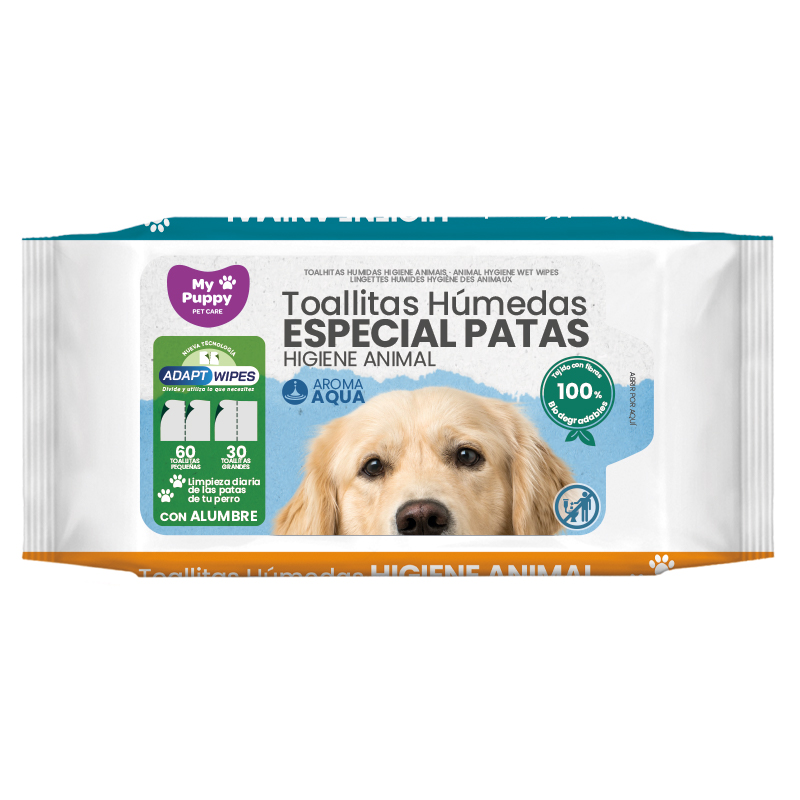 My
Puppy
PET CARE
TOALHITAS HUMIDAS HIGIENE ANIMAIS · ANIMAL HYGIENE WET WIPES
LINGETTES HUMIDES HYGIÈNE DES ANIMAUX
Toallitas Húmedas
ESPECIAL PATAS
HIGIENE ANIMAL
AROMA
AQUA
NUEVA TECNOLOGÍA
ADAPT WIPES
Divide y utiliza lo que necesites
60
TOALLITAS
PEQUEÑAS
30
TOALLITAS
GRANDES
Limpieza diaria
de las patas
de tu perro
CON ALUMBRE
Tejido con fibras
100%
Biodegradables
ABRIR POR AQUÍ
Toallitas Húmedas HIGIENE ANIMAL